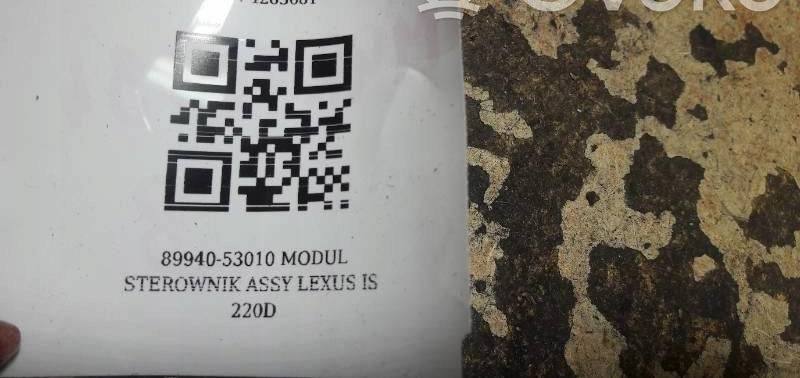 89940-53010 MODUL
STEROWNIK ASSY LEXUS IS
220D